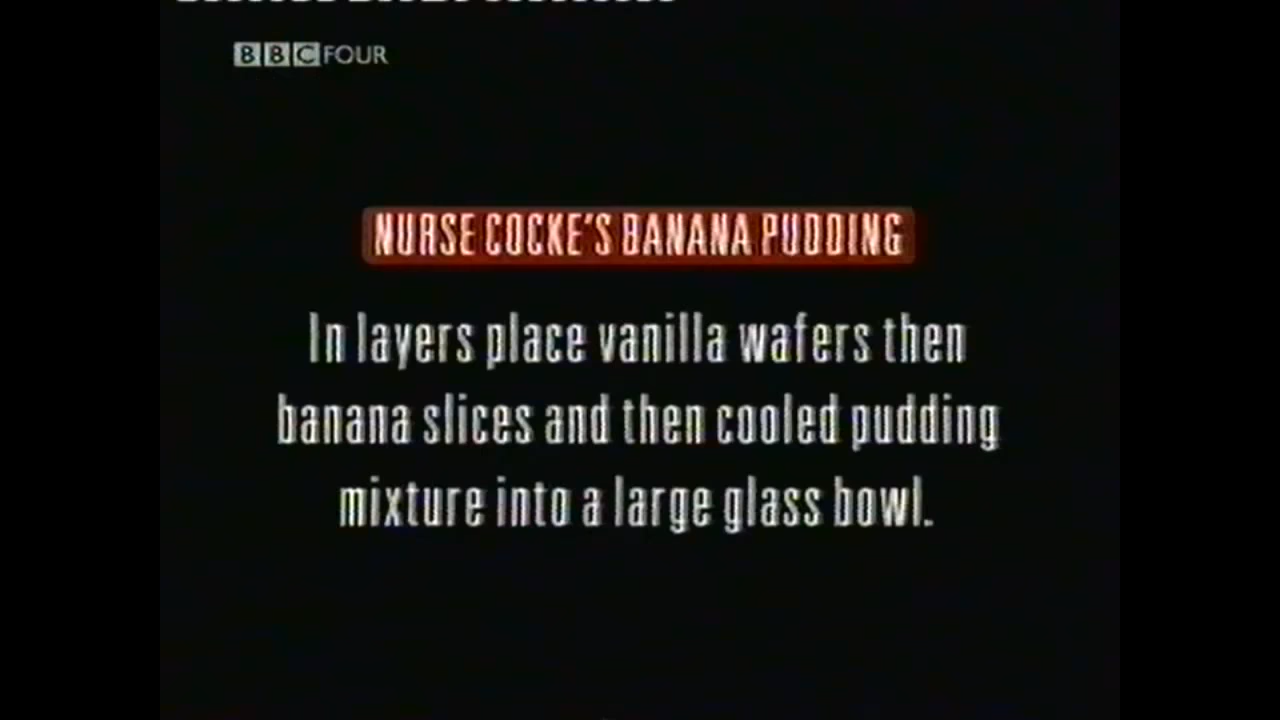 BBC FOUR
NURSE COCKE'S BANANA PUDDING
In layers place vanilla wafers then
banana slices and then cooled pudding
mixture into a large glass bowl.